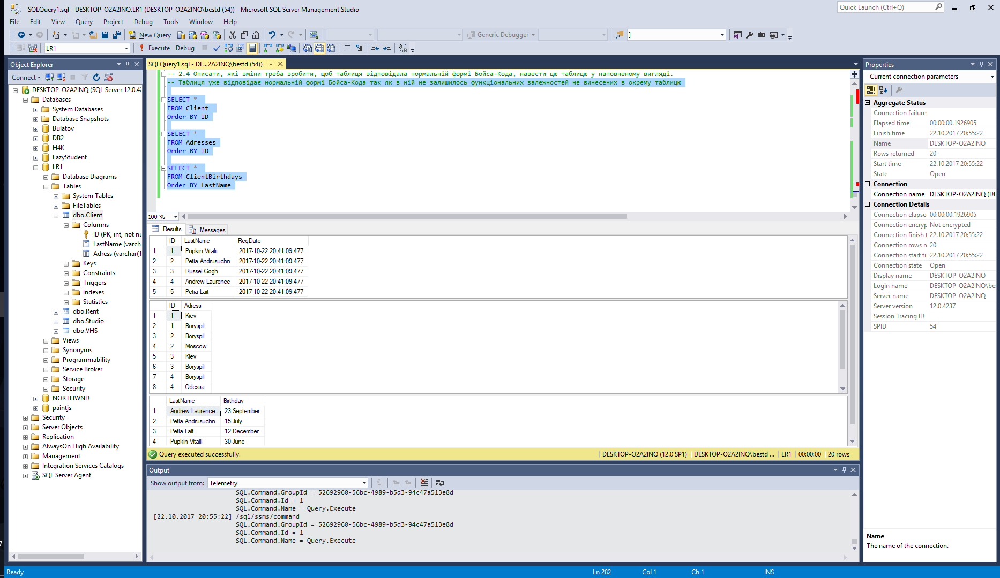 SQLQuery1.sql - DESKTOP-O2A2INQ.LR1 (DESKTOP-O2A2INQ\bestd (54)) - Microsoft SQL Server Management Studio
Quick Launch (Ctrl+Q)
File Edit View Query Project Debug Tools Window Help
New Query
Generic Debugger
]
LR1
Execute Debug
Object Explorer
Connect
DESKTOP-O2A2INQ (SQL Server 12.0.42
Databases
System Databases
Database Snapshots
Bulatov
DB2
H4K
LazyStudent
LR1
Database Diagrams
Tables
System Tables
FileTables
dbo.Client
Columns
ID (PK, int, not nu
LastName (varch
Adress (varchar(1
Keys
Constraints
Triggers
Indexes
Statistics
dbo.Rent
dbo.Studio
dbo.VHS
Views
Synonyms
Programmability
Service Broker
Storage
Security
NORTHWND
paintjs
Security
Server Objects
Replication
AlwaysOn High Availability
Management
Integration Services Catalogs
SQL Server Agent
SQLQuery1.sql - DE...2A2INQ\bestd (54))
-- 2.4 Описати, які зміни треба зробити, щоб таблиця відповідала нормальній формі Бойса-Кода, навести цю таблицю у наповненому вигляді.
-- Таблиця уже відповідає нормальній формі Бойса-Кода так як в ній не залишилось функціональних залежностей не винесених в окрему таблицю
SELECT *
FROM Client
Order BY ID
SELECT *
FROM Adresses
Order BY ID
SELECT *
FROM ClientBirthdays
Order BY LastName
100 %
Results Messages
ID LastName RegDate
1 1 Pupkin Vitalii 2017-10-22 20:41:09.477
2 2 Petia Andrusuchn 2017-10-22 20:41:09.477
3 3 Russel Gogh 2017-10-22 20:41:09.477
4 4 Andrew Laurence 2017-10-22 20:41:09.477
5 5 Petia Lait 2017-10-22 20:41:09.477
ID Adress
1 1 Kiev
2 1 Boryspil
3 2 Boryspil
4 2 Moscow
5 3 Kiev
6 3 Boryspil
7 4 Boryspil
8 4 Odessa
LastName Birthday
1 Andrew Laurence 23 September
2 Petia Andrusuchn 15 July
3 Petia Lait 12 December
4 Pupkin Vitalii 30 June
Query executed successfully.
DESKTOP-O2A2INQ (12.0 SP1) DESKTOP-O2A2INQ\bestd ... LR1 00:00:00 20 rows
Output
Show output from: Telemetry
SQL.Command.GroupId = 52692960-56bc-4989-b5d3-94c47a513e8d
SQL.Command.Id = 1
SQL.Command.Name = Query.Execute
[22.10.2017 20:55:22] /sql/ssms/command
SQL.Command.GroupId = 52692960-56bc-4989-b5d3-94c47a513e8d
SQL.Command.Id = 1
SQL.Command.Name = Query.Execute
Properties
Current connection parameters
Aggregate Status
Connection failures
Elapsed time 00:00:00.1926905
Finish time 22.10.2017 20:55:22
Name DESKTOP-O2A2INQ
Rows returned 20
Start time 22.10.2017 20:55:22
State Open
Connection
Connection name DESKTOP-O2A2INQ (DE
Connection Details
Connection elapse 00:00:00.1926905
Connection encryp Not encrypted
Connection finish t 22.10.2017 20:55:22
Connection rows re 20
Connection start tir 22.10.2017 20:55:22
Connection state Open
Display name DESKTOP-O2A2INQ
Login name DESKTOP-O2A2INQ\be
Server name DESKTOP-O2A2INQ
Server version 12.0.4237
Session Tracing ID
SPID 54
Name
The name of the connection.
Ready Ln 282 Col 1 Ch 1 INS